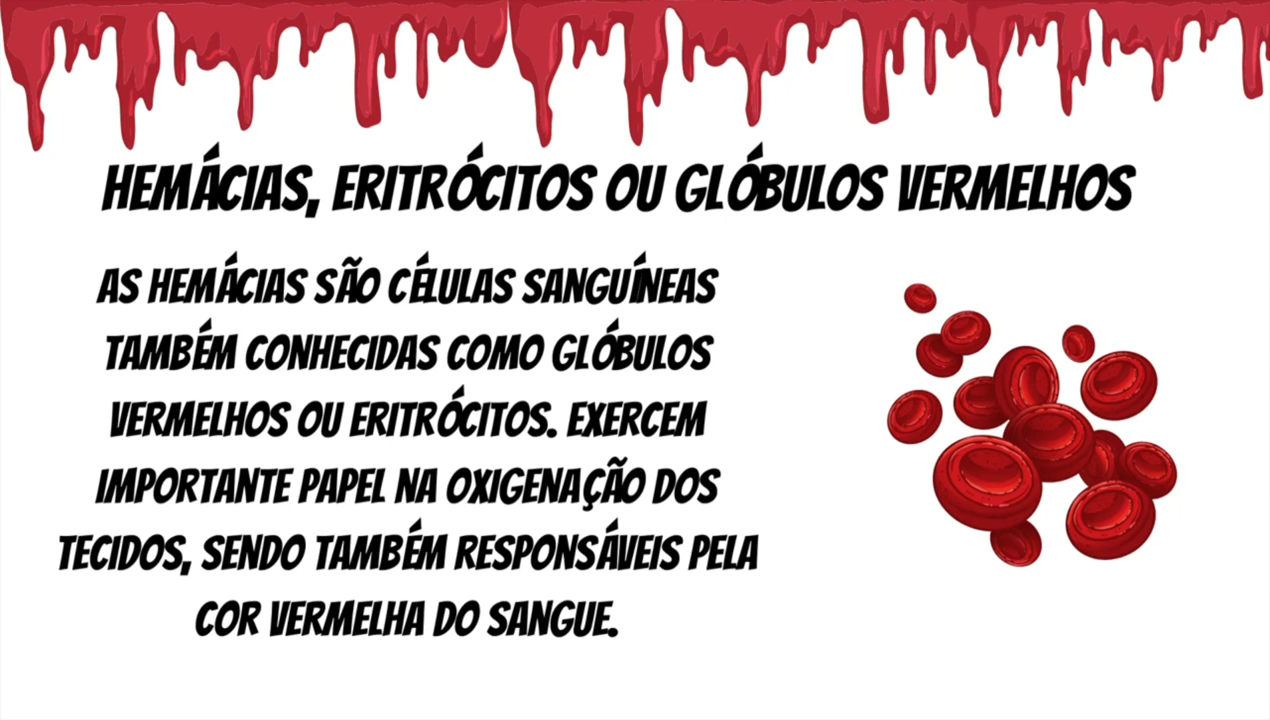 HEMÁCIAS, ERITRÓCITOS OU GLÓBULOS VERMELHOS
AS HEMÁCIAS SÃO CÉLULAS SANGUÍNEAS
TAMBÉM CONHECIDAS COMO GLÓBULOS
VERMELHOS OU ERITRÓCITOS. EXERCEM
IMPORTANTE PAPEL NA OXIGENAÇÃO DOS
TECIDOS, SENDO TAMBÉM RESPONSÁVEIS PELA
COR VERMELHA DO SANGUE.